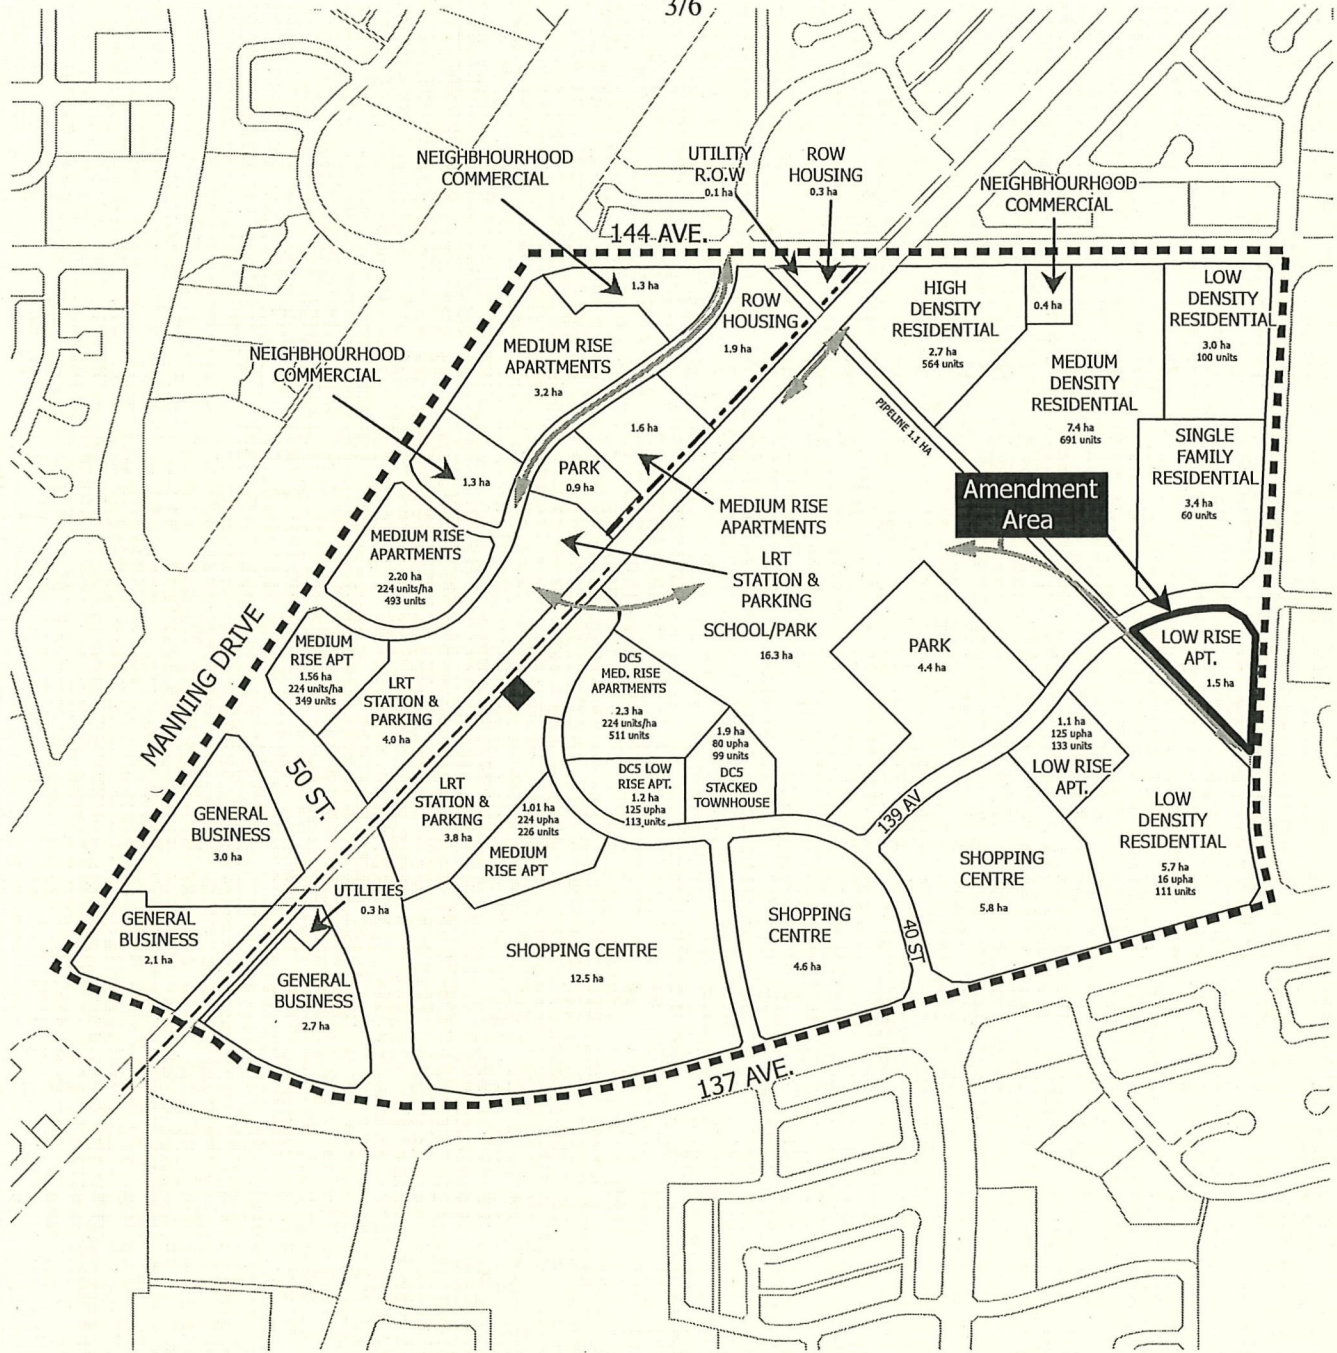 3/6
NEIGHBHOURHOOD
COMMERCIAL
UTILITY
R.O.W
0.1 ha
ROW
HOUSING
0.3 ha
NEIGHBHOURHOOD
COMMERCIAL
144 AVE.
1.3 ha
ROW
HOUSING
1.9 ha
HIGH
DENSITY
RESIDENTIAL
2.7 ha
564 units
0.4 ha
LOW
DENSITY
RESIDENTIAL
3.0 ha
100 units
NEIGHBHOURHOOD
COMMERCIAL
MEDIUM RISE
APARTMENTS
3.2 ha
MEDIUM
DENSITY
RESIDENTIAL
7.4 ha
691 units
PIPELINE 1.1 HA
1.6 ha
SINGLE
FAMILY
RESIDENTIAL
3.4 ha
60 units
1.3 ha
PARK
0.9 ha
MEDIUM RISE
APARTMENTS
Amendment
Area
MEDIUM RISE
APARTMENTS
2.20 ha
224 units/ha
493 units
LRT
STATION &
PARKING
SCHOOL/PARK
16.3 ha
PARK
4.4 ha
LOW RISE
APT.
1.5 ha
MANNING DRIVE
MEDIUM
RISE APT
1.56 ha
224 units/ha
349 units
LRT
STATION &
PARKING
4.0 ha
DC5
MED. RISE
APARTMENTS
2.3 ha
224 units/ha
511 units
1.9 ha
80 upha
99 units
DC5
STACKED
TOWNHOUSE
1.1 ha
125 upha
133 units
LOW RISE
APT.
50 ST.
LRT
STATION &
PARKING
3.8 ha
1.01 ha
224 upha
226 units
MEDIUM
RISE APT
DC5 LOW
RISE APT.
1.2 ha
125 upha
113 units
139 AV
LOW
DENSITY
RESIDENTIAL
5.7 ha
16 upha
111 units
GENERAL
BUSINESS
3.0 ha
SHOPPING
CENTRE
5.8 ha
UTILITIES
0.3 ha
GENERAL
BUSINESS
2.1 ha
SHOPPING CENTRE
12.5 ha
SHOPPING
CENTRE
4.6 ha
40 ST
GENERAL
BUSINESS
2.7 ha
137 AVE.